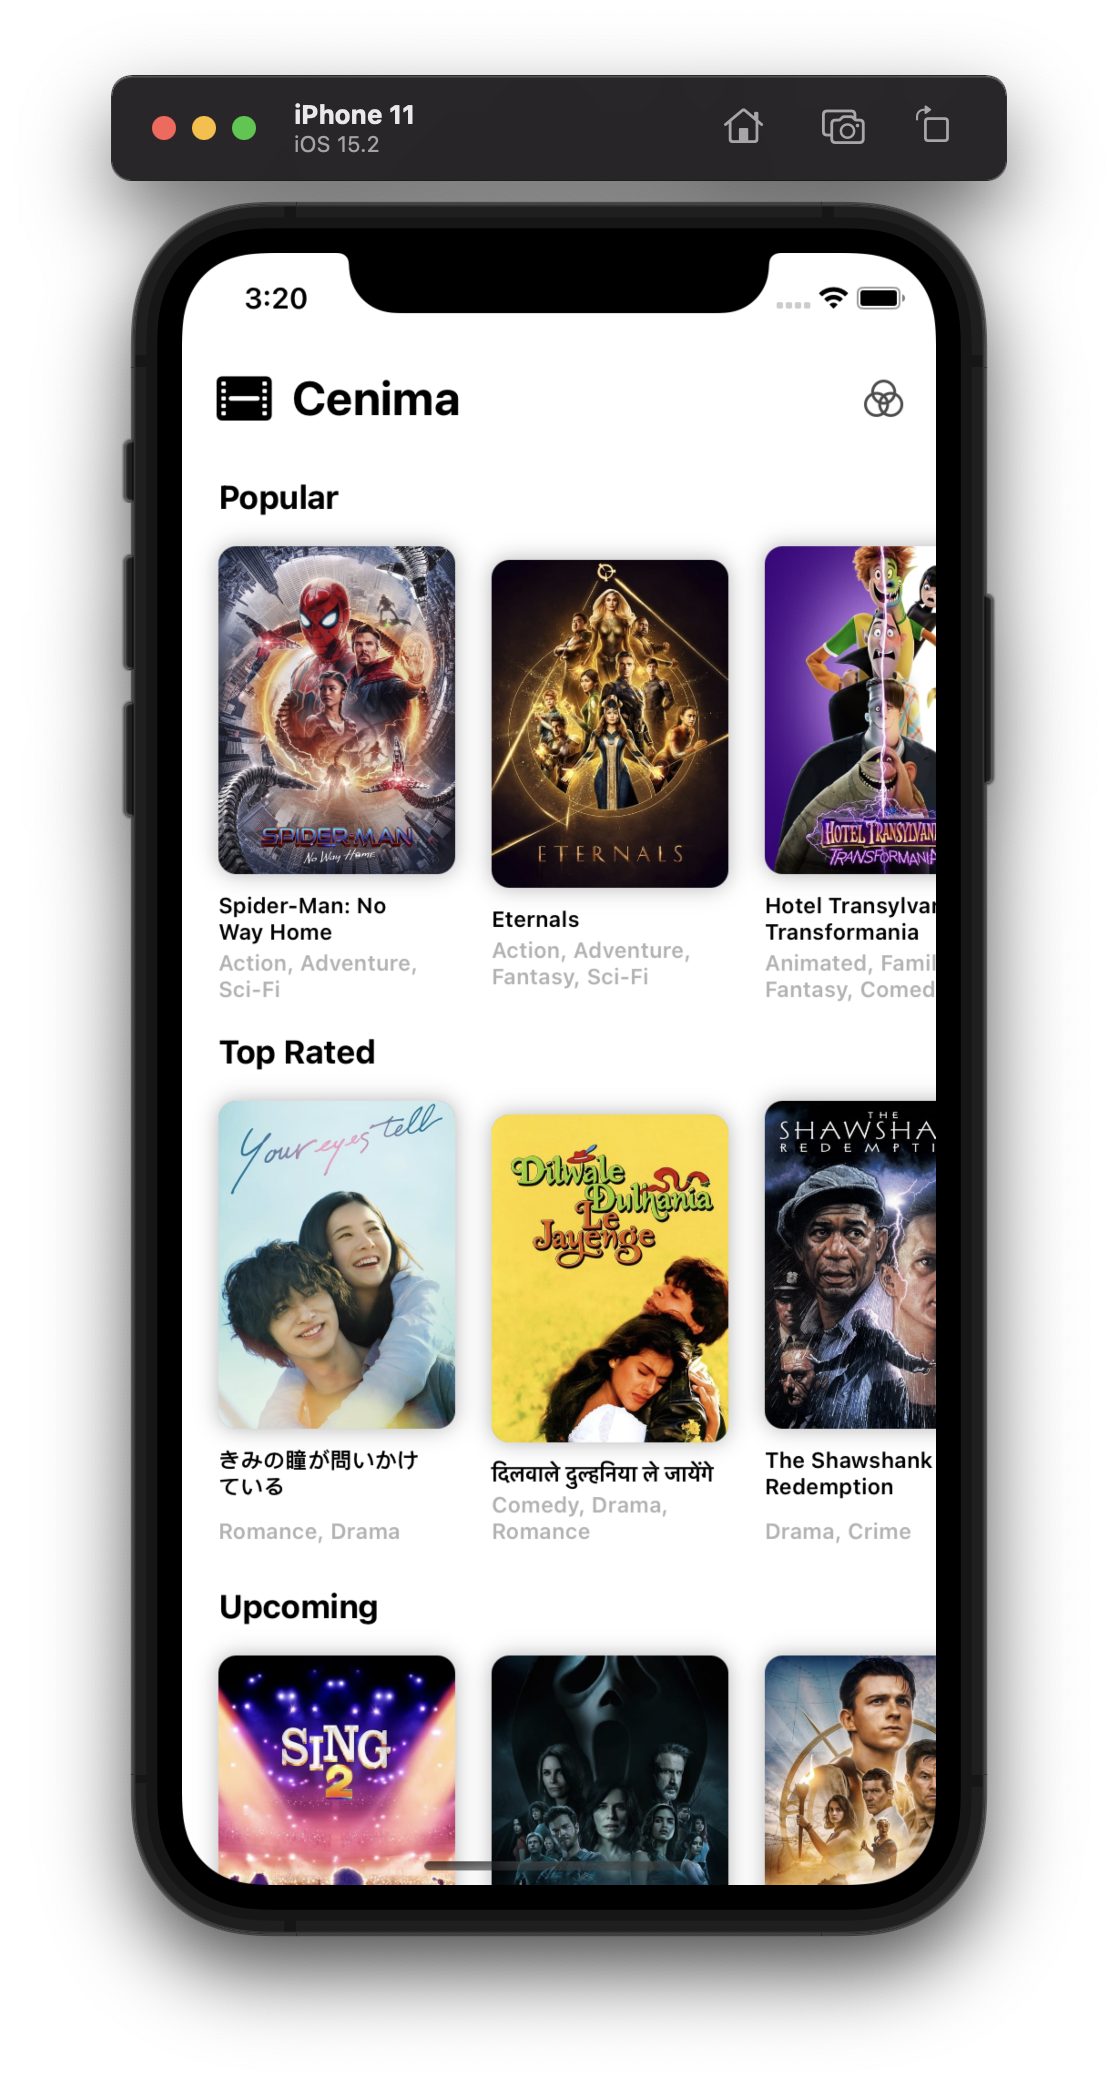 iPhone 11
iOS 15.2
3:20
Cenima
Popular
SPIDER-MAN
No Way Home
ETERNALS
HOTEL TRANSYLVAN
TRANSFORMANIA
Spider-Man: No
Way Home
Action, Adventure,
Sci-Fi
Eternals
Action, Adventure,
Fantasy, Sci-Fi
Hotel Transylvan
Transformania
Animated, Famil
Fantasy, Comed
Top Rated
Your eyes tell
Dilwale
Dulhania
Le
Jayenge
THE
SHAWSHA
REDEMPTI
きみの瞳が問いかけ
ている
Romance, Drama
दिलवाले दुल्हनिया ले जायेंगे
Comedy, Drama,
Romance
The Shawshank
Redemption
Drama, Crime
Upcoming
SING
2